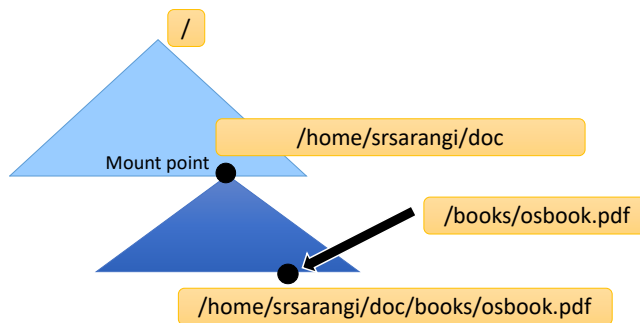 /
/home/srsarangi/doc
Mount point
/books/osbook.pdf
/home/srsarangi/doc/books/osbook.pdf